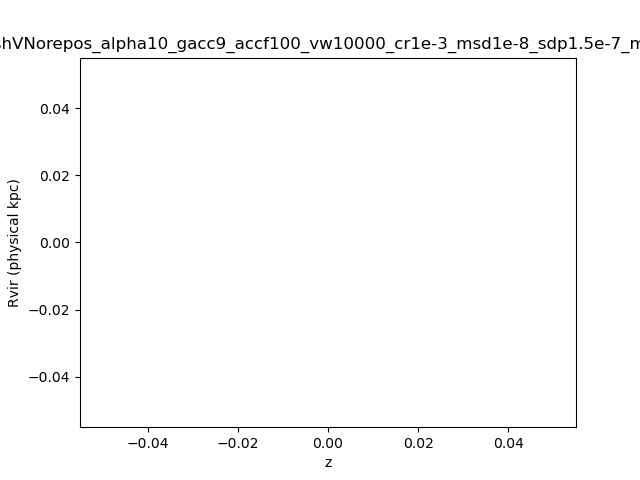 shVNorepos_alpha10_gacc9_accf100_vw10000_cr1e-3_msd1e-8_sdp1.5e-7_m
0.04
0.02
0.00
−0.02
−0.04
Rvir (physical kpc)
−0.04 −0.02 0.00 0.02 0.04
z